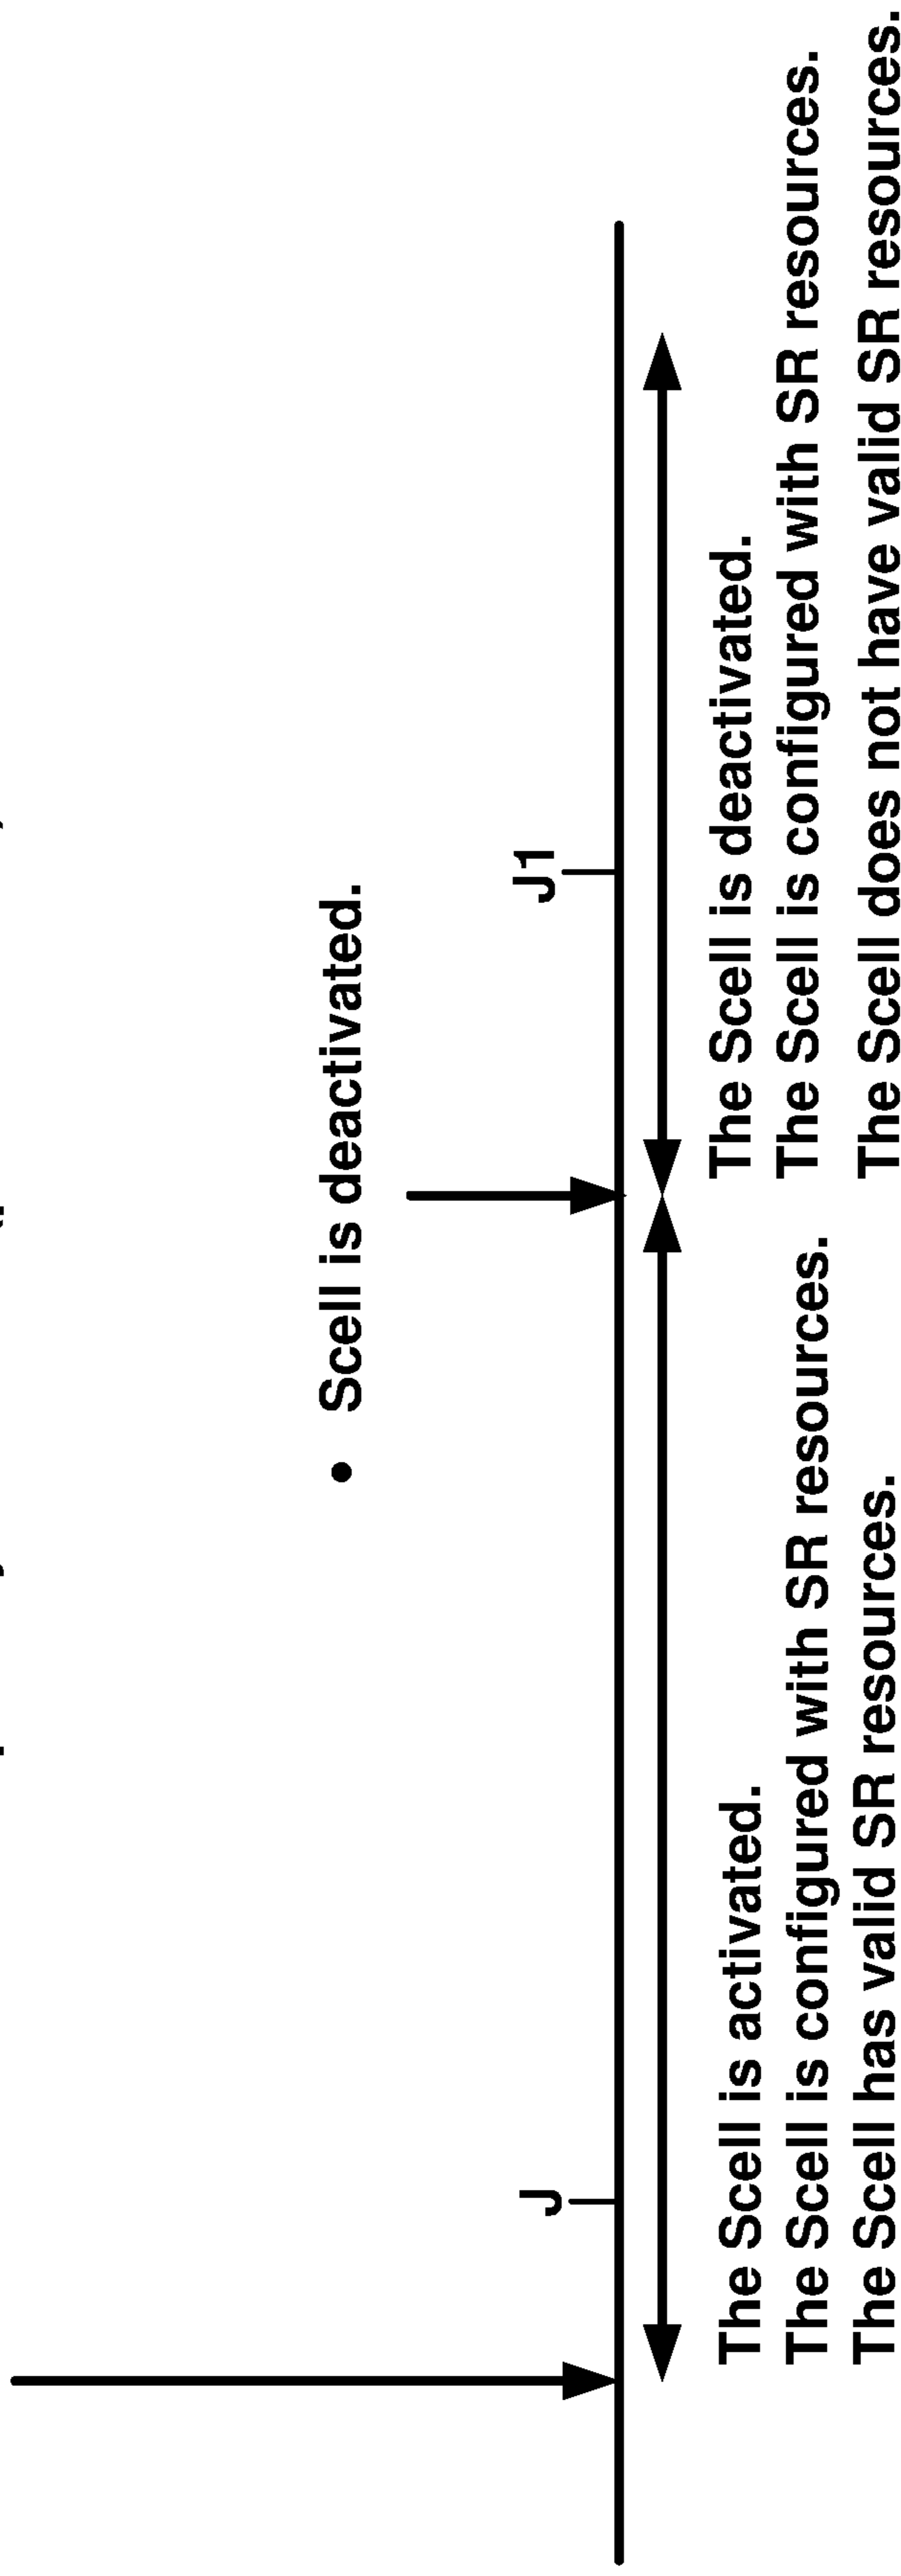 • Scell is deactivated.
J
J1
The Scell is activated.
The Scell is configured with SR resources.
The Scell has valid SR resources.
The Scell is deactivated.
The Scell is configured with SR resources.
The Scell does not have valid SR resources.